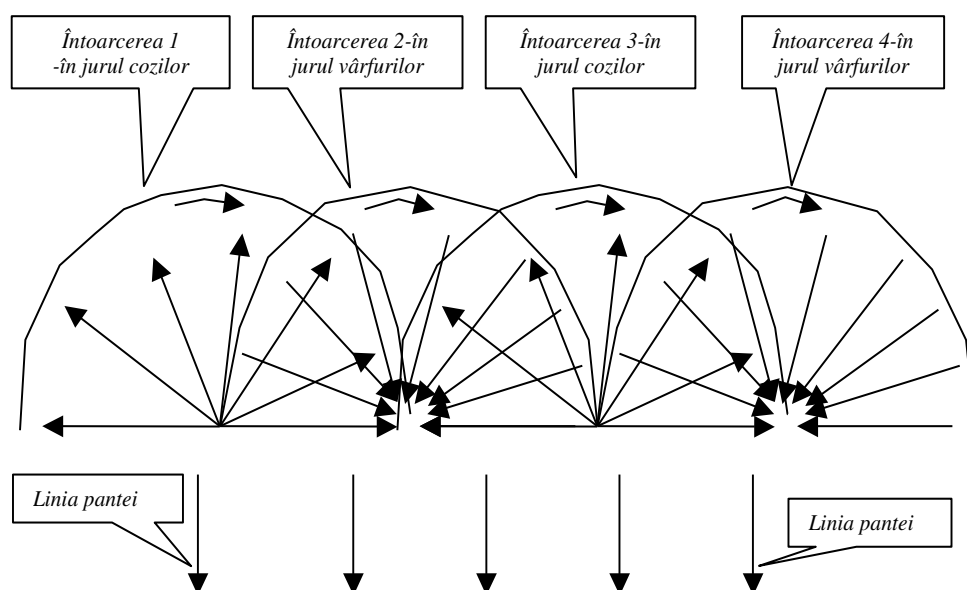 Întoarcerea 1
-în jurul cozilor
Întoarcerea 2-în
jurul vârfurilor
Întoarcerea 3-în
jurul cozilor
Întoarcerea 4-în
jurul vârfurilor
Linia pantei
Linia pantei